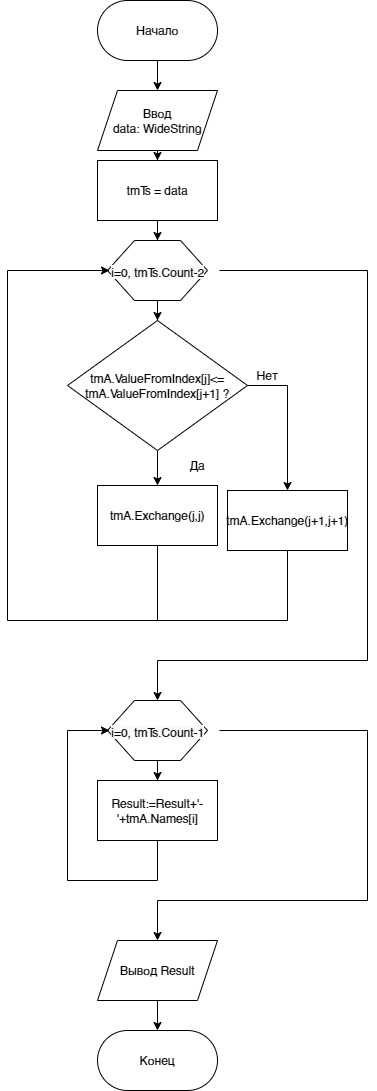 Начало
Ввод
data: WideString
tmTs = data
i=0, tmTs.Count-2
tmA.ValueFromIndex[j]<=
tmA.ValueFromIndex[j+1] ?
Нет
Да
tmA.Exchange(j,j)
tmA.Exchange(j+1,j+1)
i=0, tmTs.Count-1
Result:=Result+'-
'+tmA.Names[i]
Вывод Result
Конец